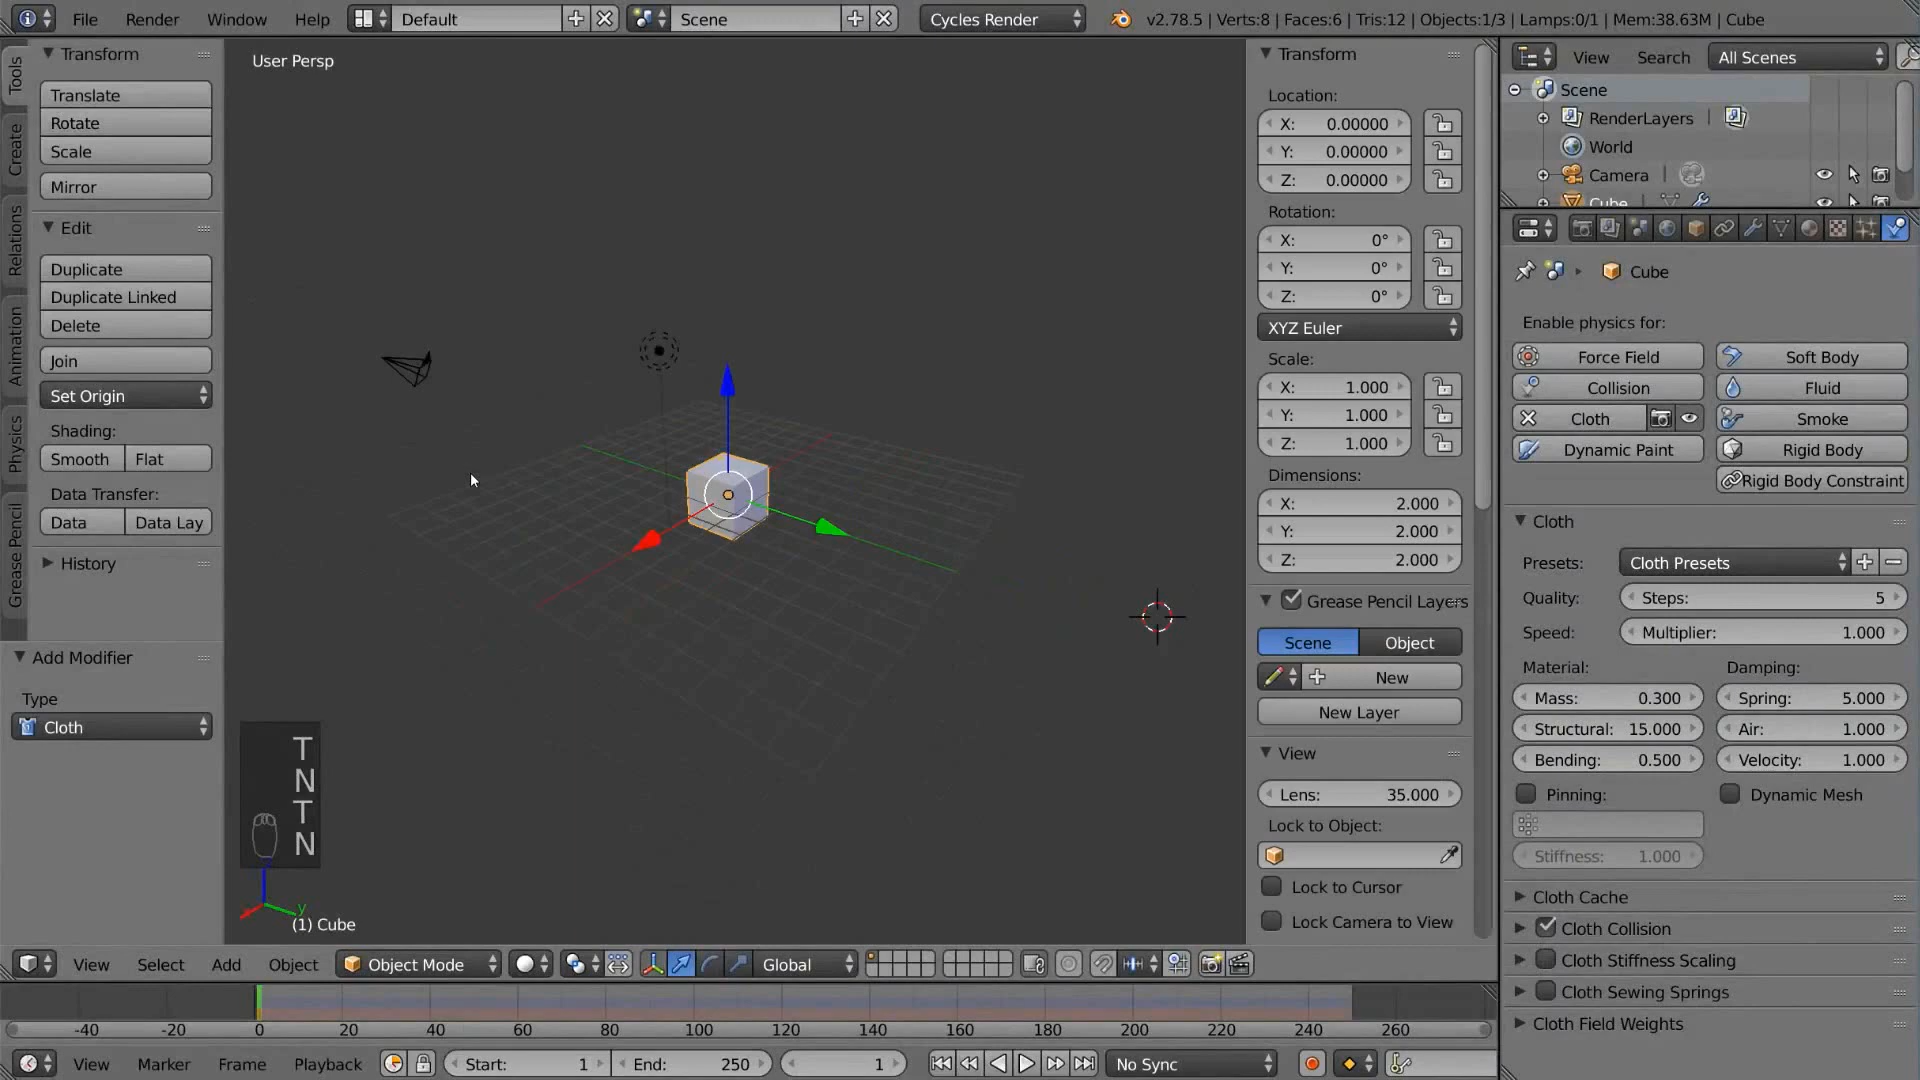 File Render Window Help Default Scene Cycles Render v2.78.5 | Verts:8 | Faces:6 | Tris:12 | Objects:1/3 | Lamps:0/1 | Mem:38.63M | Cube
Tools
Create
Relations
Animation
Physics
Grease Pencil
Transform
Translate
Rotate
Scale
Mirror
Edit
Duplicate
Duplicate Linked
Delete
Join
Set Origin
Shading:
Smooth Flat
Data Transfer:
Data Data Lay
History
Add Modifier
Type
Cloth
User Persp
T
N
T
N
y
(1) Cube
Transform
Location:
X: 0.00000
Y: 0.00000
Z: 0.00000
Rotation:
X: 0°
Y: 0°
Z: 0°
XYZ Euler
Scale:
X: 1.000
Y: 1.000
Z: 1.000
Dimensions:
X: 2.000
Y: 2.000
Z: 2.000
Grease Pencil Layers
Scene Object
New
New Layer
View
Lens: 35.000
Lock to Object:
Lock to Cursor
Lock Camera to View
View Search All Scenes
Scene
RenderLayers
World
Camera
Cube
Cube
Enable physics for:
Force Field Soft Body
Collision Fluid
Cloth Smoke
Dynamic Paint Rigid Body
Rigid Body Constraint
Cloth
Presets: Cloth Presets
Quality: Steps: 5
Speed: Multiplier: 1.000
Material: Damping:
Mass: 0.300 Spring: 5.000
Structural: 15.000 Air: 1.000
Bending: 0.500 Velocity: 1.000
Pinning: Dynamic Mesh
Stiffness: 1.000
Cloth Cache
Cloth Collision
Cloth Stiffness Scaling
Cloth Sewing Springs
Cloth Field Weights
View Select Add Object Object Mode Global
-40 -20 0 20 40 60 80 100 120 140 160 180 200 220 240 260
View Marker Frame Playback Start: 1 End: 250 1 No Sync